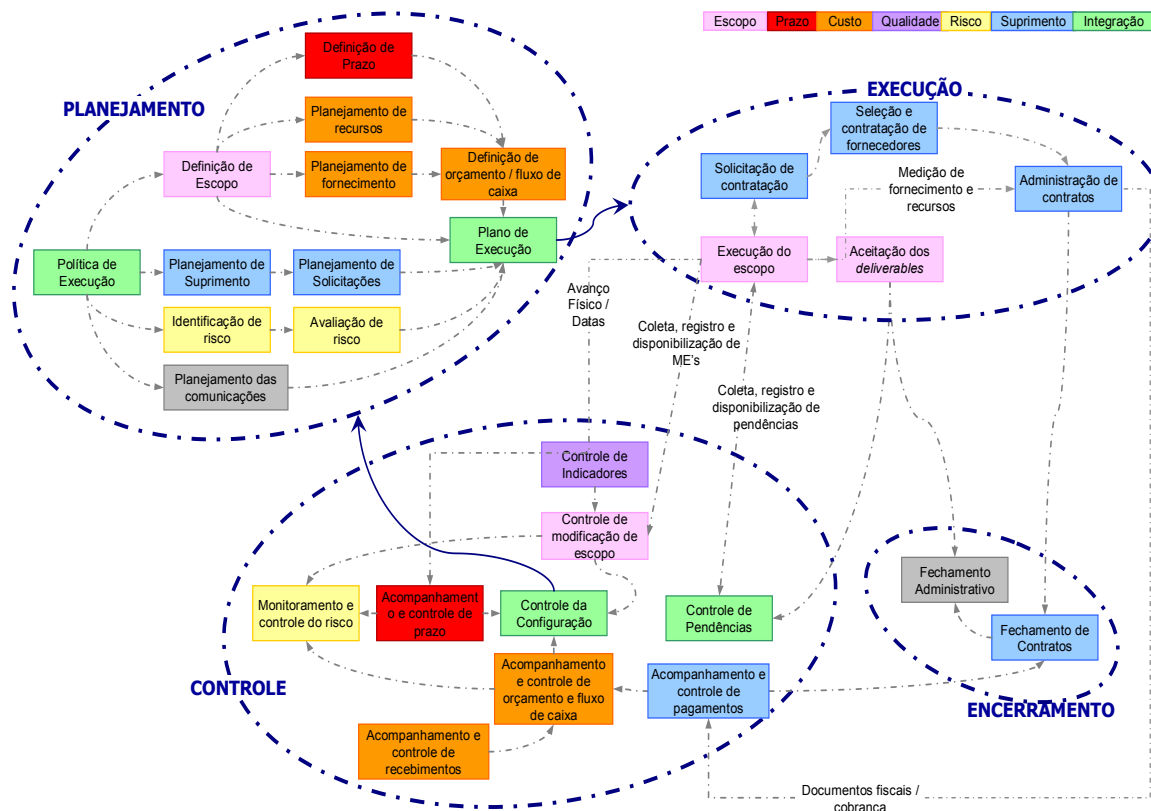 Escopo
Prazo
Custo
Qualidade
Risco
Suprimento
Integração
PLANEJAMENTO
Definição de
Prazo
Planejamento de
recursos
Definição de
Escopo
Planejamento de
fornecimento
Definição de
orçamento / fluxo de
caixa
Plano de
Execução
Política de
Execução
Planejamento de
Suprimento
Planejamento de
Solicitações
Identificação de
risco
Avaliação de
risco
Planejamento das
comunicações
EXECUÇÃO
Seleção e
contratação de
fornecedores
Solicitação de
contratação
Medição de
fornecimento e
recursos
Administração de
contratos
Execução do
escopo
Aceitação dos
deliverables
Avanço
Físico /
Datas
Coleta, registro e
disponibilização de
ME's
Coleta, registro e
disponibilização de
pendências
Controle de
Indicadores
Controle de
modificação de
escopo
Monitoramento e
controle do risco
Acompanhament
o e controle de
prazo
Controle da
Configuração
Controle de
Pendências
CONTROLE
Acompanhamento
e controle de
orçamento e fluxo
de caixa
Acompanhamento e
controle de
pagamentos
Acompanhamento e
controle de
recebimentos
Fechamento
Administrativo
Fechamento de
Contratos
ENCERRAMENTO
Documentos fiscais /
cobrança